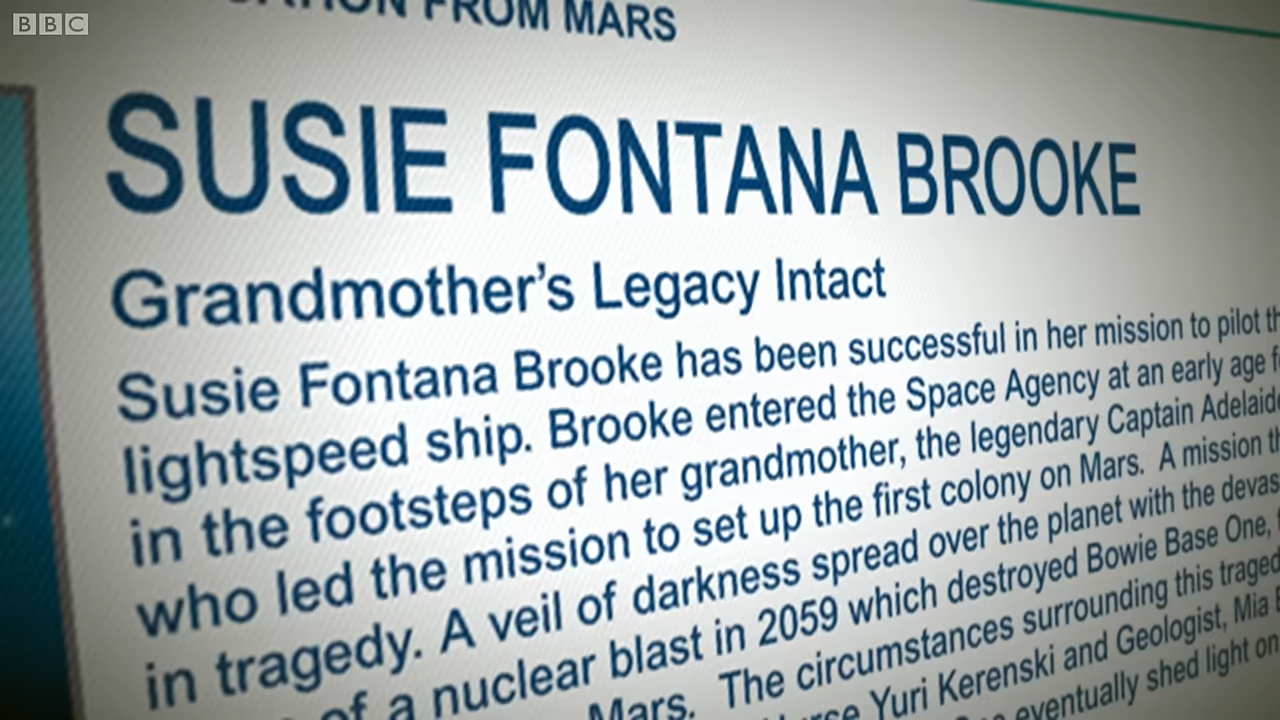 BBC
FROM MARS
SUSIE FONTANA BROOKE
Grandmother's Legacy Intact
Susie Fontana Brooke has been successful in her mission to pilot
lightspeed ship. Brooke entered the Space Agency at an early age
in the footsteps of her grandmother, the legendary Captain Adelaide
who led the mission to set up the first colony on Mars. A mission
in tragedy. A veil of darkness spread over the planet with the
of a nuclear blast in 2059 which destroyed Bowie Base One,
Mars. The circumstances surrounding this
Yuri Kerenski and Geologist, Mia
eventually shed light on